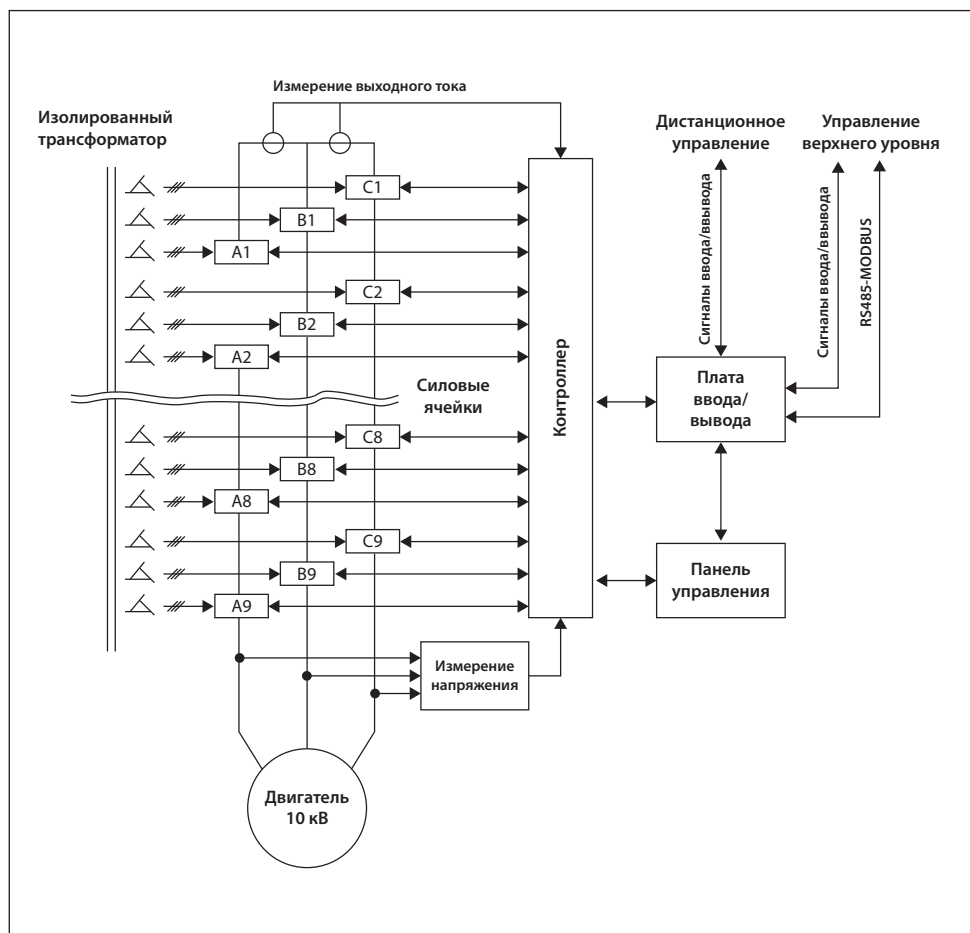 Измерение выходного тока
Изолированный
трансформатор
Дистанционное
управление
Управление
верхнего уровня
C1
B1
A1
C2
B2
A2
Силовые
ячейки
C8
B8
A8
C9
B9
A9
Контроллер
Сигналы ввода/ввывода
Сигналы ввода/ввывода
RS485-MODBUS
Плата
ввода/
вывода
Панель
управления
Измерение
напряжения
Двигатель
10 кВ